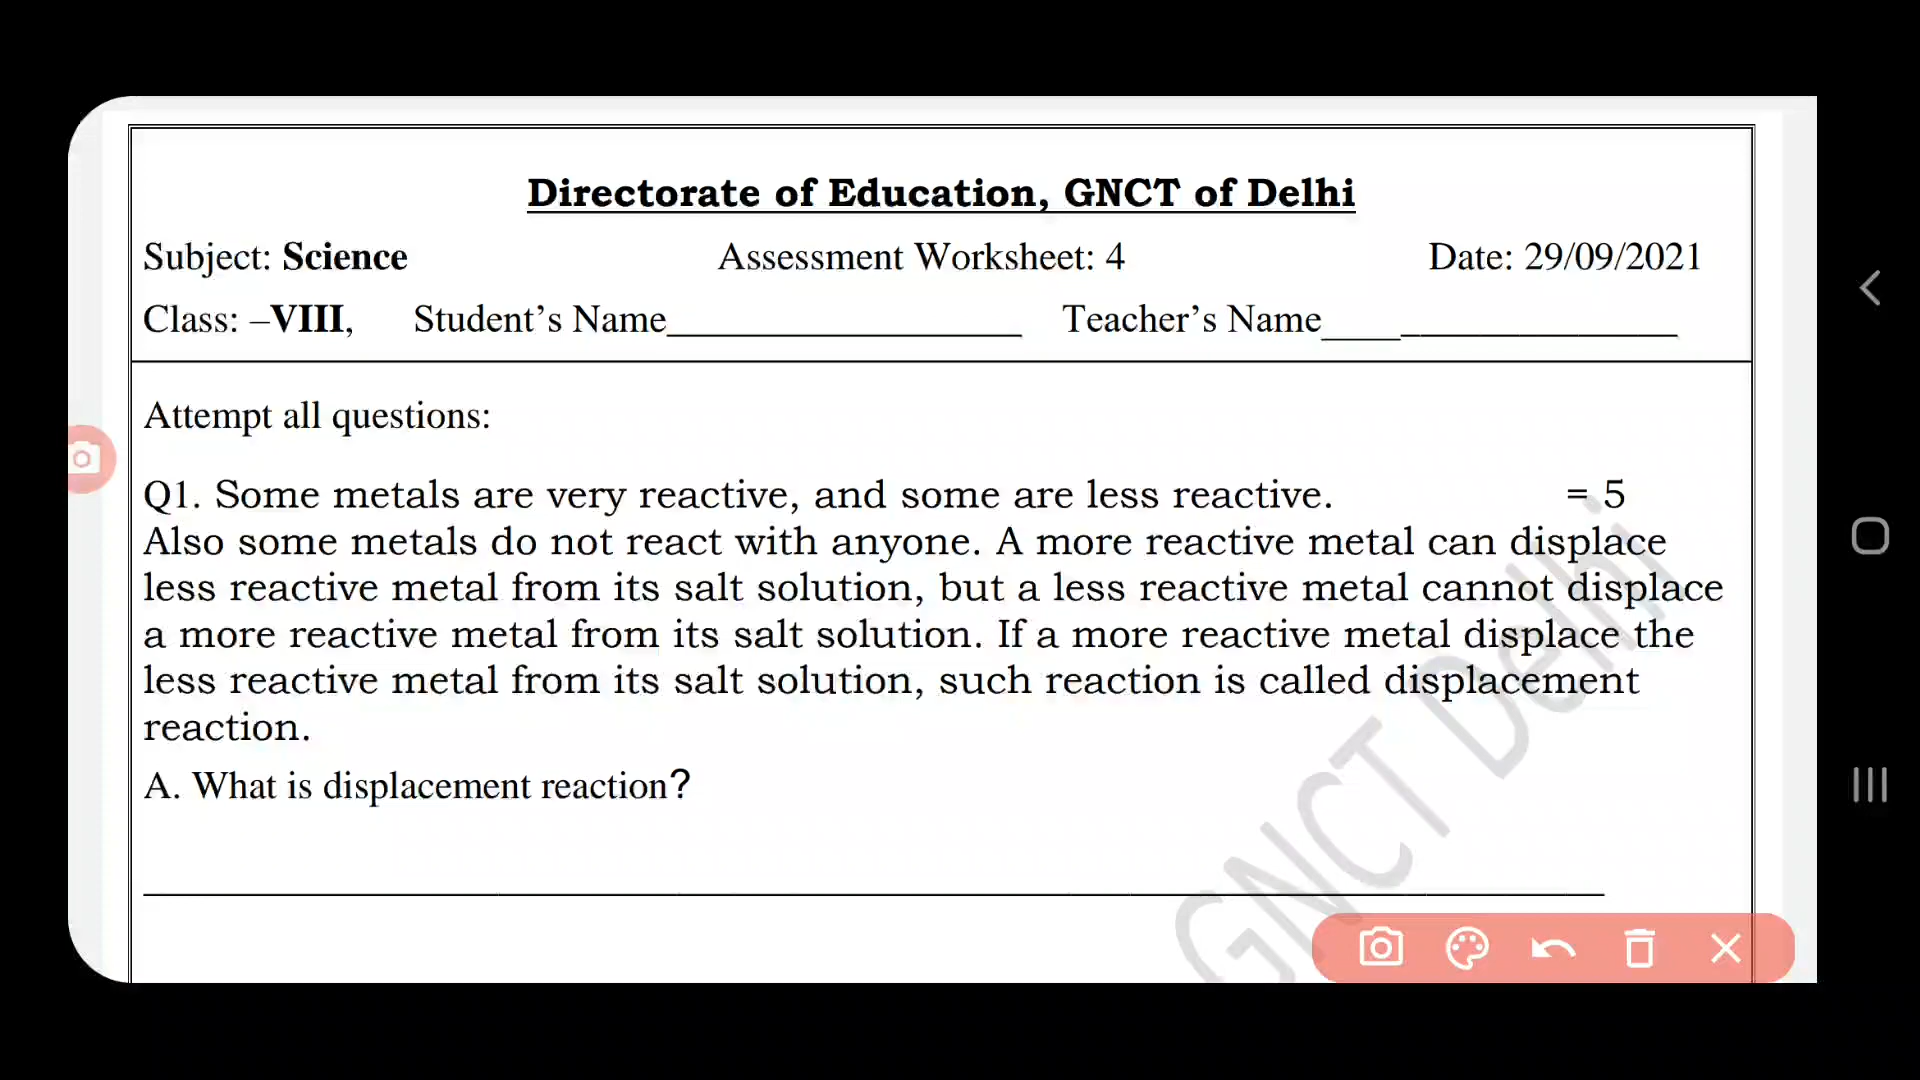 Directorate of Education, GNCT of Delhi
Subject: Science Assessment Worksheet: 4 Date: 29/09/2021
Class: –VIII, Student’s Name__________________ Teacher’s Name__________________
Attempt all questions:
Q1. Some metals are very reactive, and some are less reactive. = 5
Also some metals do not react with anyone. A more reactive metal can displace
less reactive metal from its salt solution, but a less reactive metal cannot displace
a more reactive metal from its salt solution. If a more reactive metal displace the
less reactive metal from its salt solution, such reaction is called displacement
reaction.
A. What is displacement reaction?
GNCT Delhi